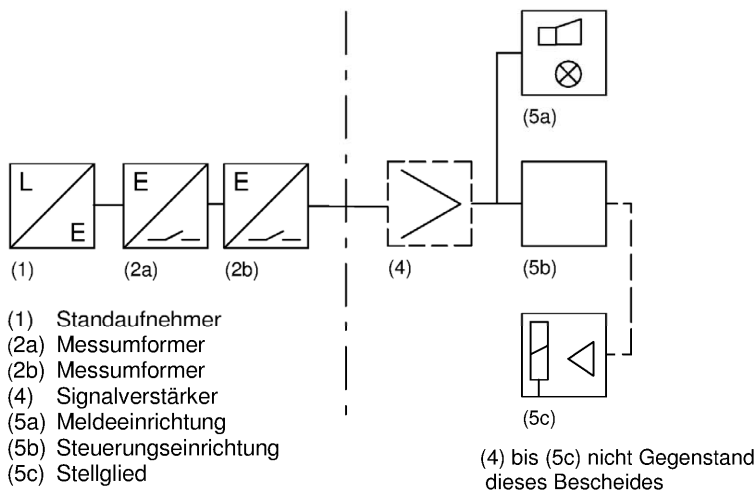 L
E
E
E
(1)
(2a)
(2b)
(4)
(5a)
(5b)
(5c)
(1) Standaufnehmer
(2a) Messumformer
(2b) Messumformer
(4) Signalverstärker
(5a) Meldeeinrichtung
(5b) Steuerungseinrichtung
(5c) Stellglied
(4) bis (5c) nicht Gegenstand
dieses Bescheides